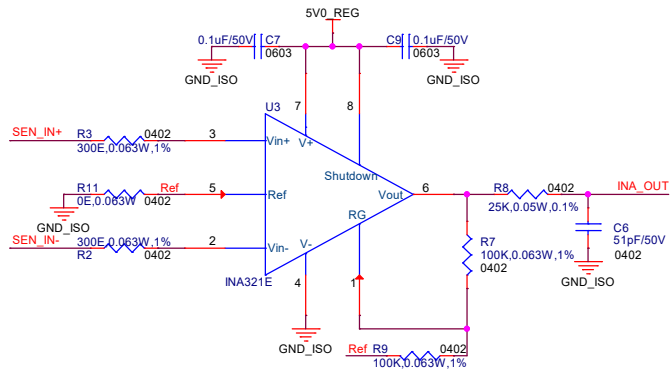 5V0_REG
0.1uF/50V C7
0603
GND_ISO
C9 0.1uF/50V
0603
GND_ISO
U3
7
8
SEN_IN+
R3 0402
300E,0.063W,1%
3
Vin+
V+
Shutdown
R11 Ref
0E,0.063W 0402
5
Ref
GND_ISO
Vout
6
R8 0402
25K,0.05W,0.1%
INA_OUT
SEN_IN-
300E,0.063W,1%
R2 0402
2
Vin-
V-
RG
INA321E
4
1
GND_ISO
R7
100K,0.063W,1%
0402
C6
51pF/50V
0402
GND_ISO
Ref R9 0402
100K,0.063W,1%